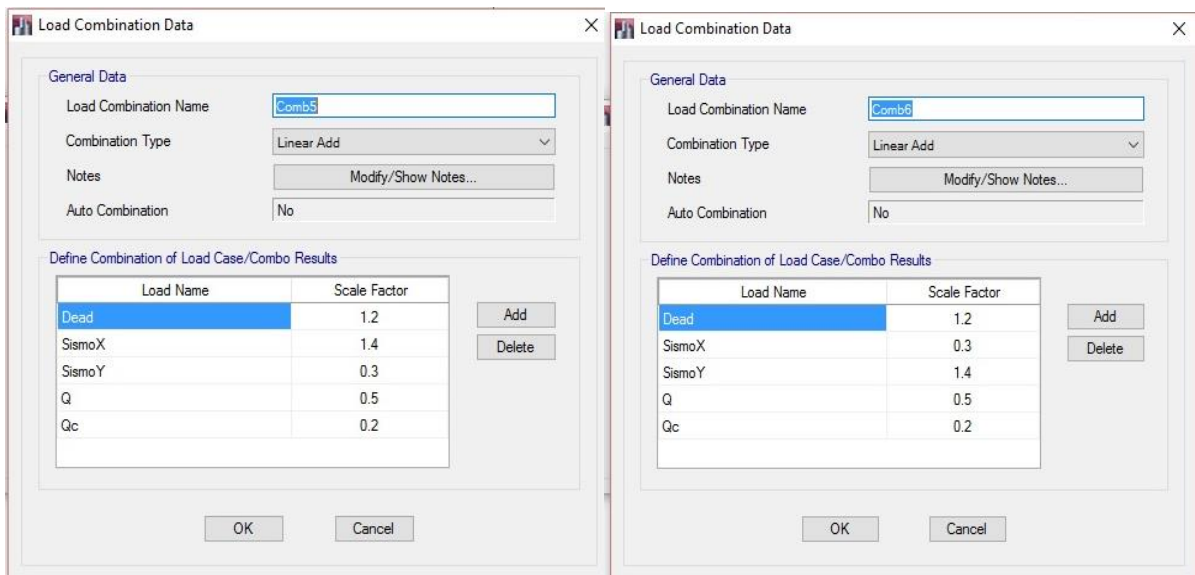 Load Combination Data
General Data
Load Combination Name Comb5
Combination Type Linear Add
Notes Modify/Show Notes...
Auto Combination No
Define Combination of Load Case/Combo Results
Load Name Scale Factor
Dead 1.2
SismoX 1.4
SismoY 0.3
Q 0.5
Qc 0.2
Add
Delete
OK Cancel
Load Combination Data
General Data
Load Combination Name Comb6
Combination Type Linear Add
Notes Modify/Show Notes...
Auto Combination No
Define Combination of Load Case/Combo Results
Load Name Scale Factor
Dead 1.2
SismoX 0.3
SismoY 1.4
Q 0.5
Qc 0.2
Add
Delete
OK Cancel